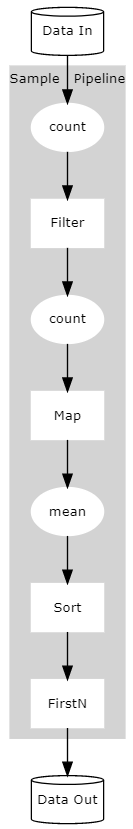 Data In
Sample Pipeline
count
Filter
count
Map
mean
Sort
FirstN
Data Out